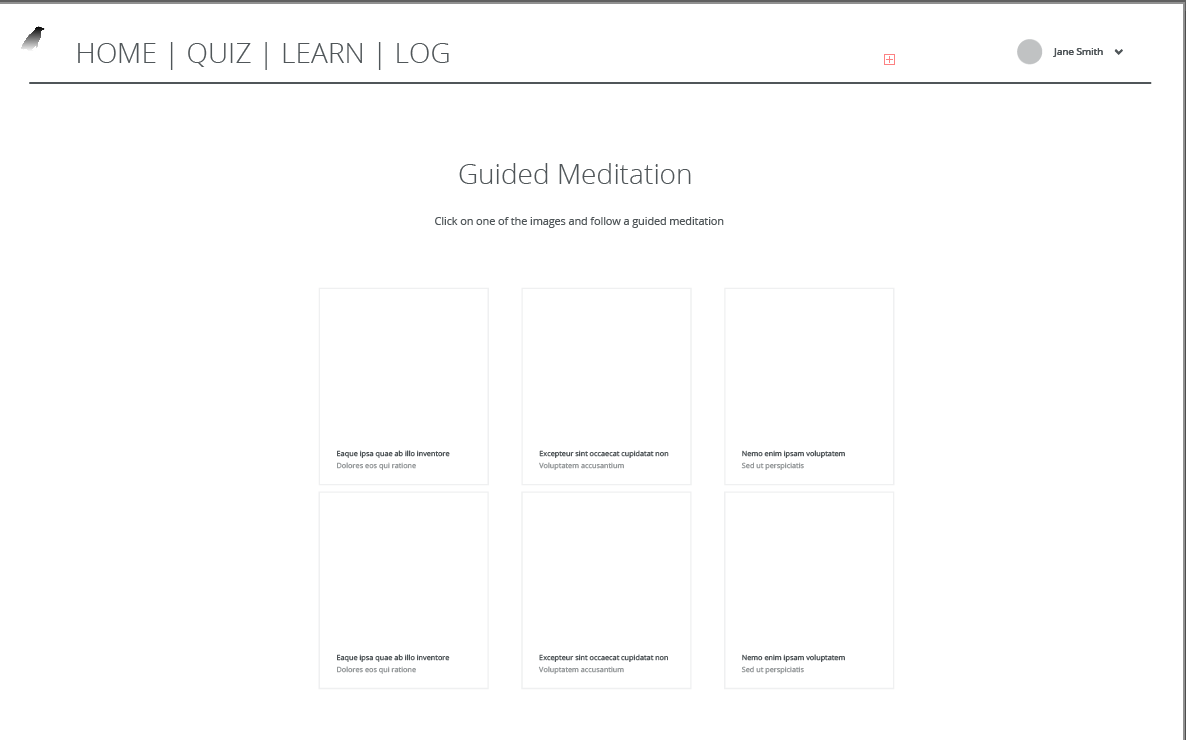 HOME | QUIZ | LEARN | LOG
Jane Smith
Guided Meditation
Click on one of the images and follow a guided meditation
Eaque ipsa quae ab illo inventore
Dolores eos qui ratione
Excepteur sint occaecat cupidatat non
Voluptatem accusantium
Nemo enim ipsam voluptatem
Sed ut perspiciatis
Eaque ipsa quae ab illo inventore
Dolores eos qui ratione
Excepteur sint occaecat cupidatat non
Voluptatem accusantium
Nemo enim ipsam voluptatem
Sed ut perspiciatis